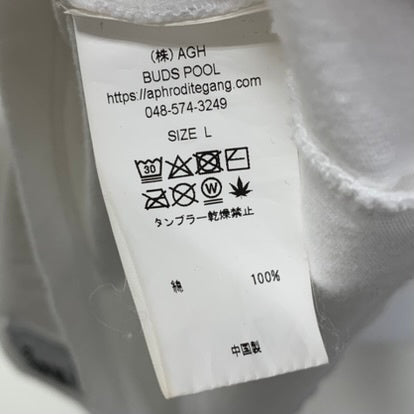 (株) AGH
BUDS POOL
https://aphroditegang.com
048-574-3249
SIZE L
30
W
タンブラー乾燥禁止
綿 100%
中国製